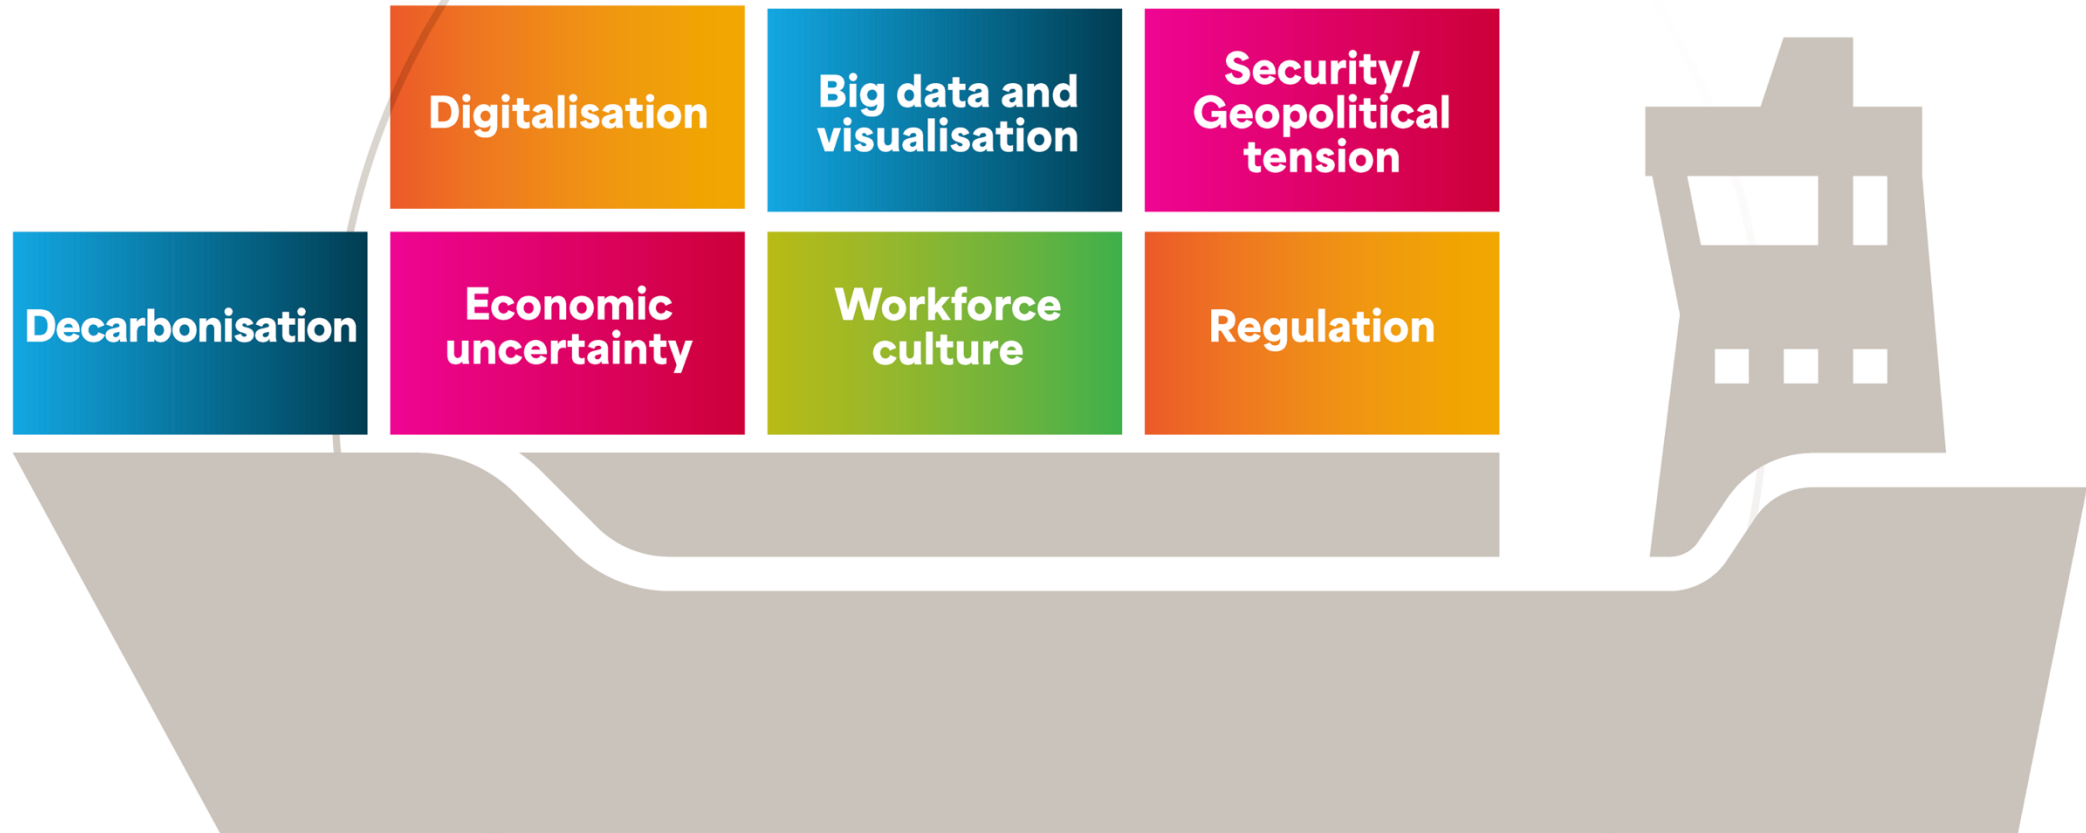 Digitalisation
Big data and
visualisation
Security/
Geopolitical
tension
Decarbonisation
Economic
uncertainty
Workforce
culture
Regulation